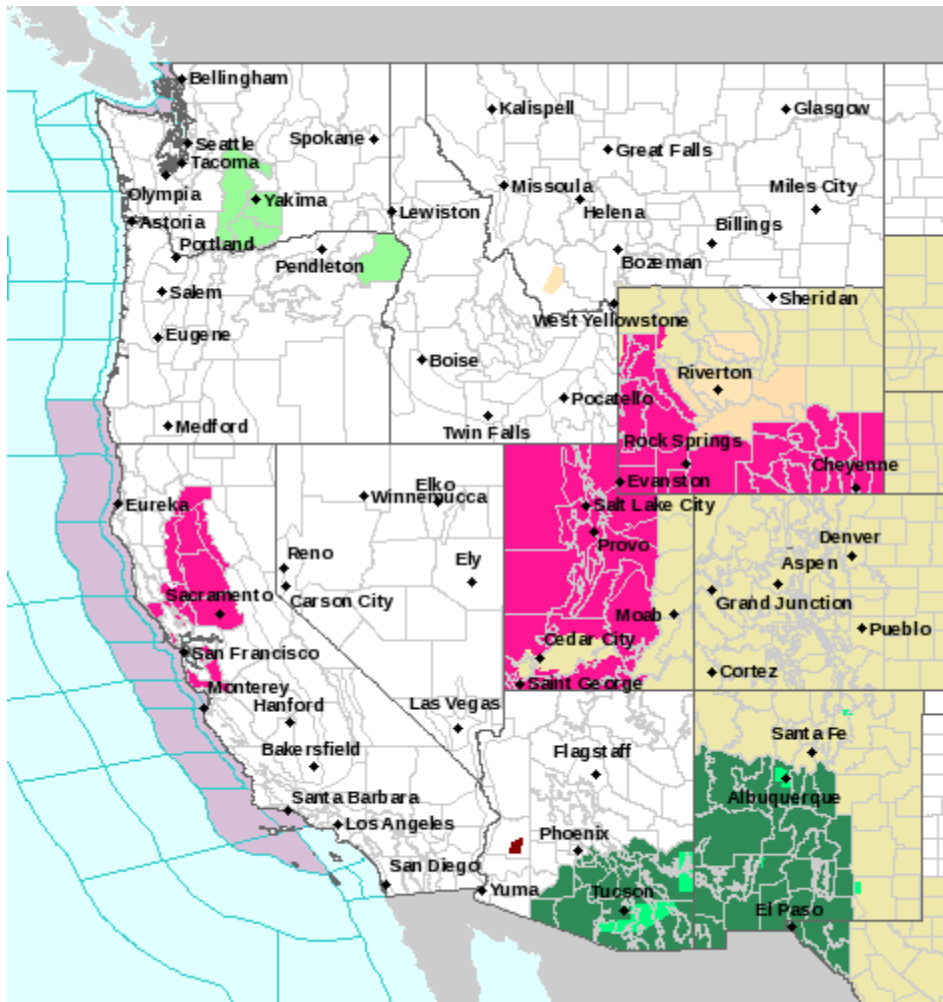 Bellingham
Kalispell
Glasgow
Seattle
Spokane
Great Falls
Tacoma
Missoula
Miles City
Olympia
Yakima
Helena
Lewiston
Astoria
Billings
Portland
Pendleton
Bozeman
Salem
Sheridan
West Yellowstone
Eugene
Boise
Riverton
Pocatello
Medford
Twin Falls
Rock Springs
Cheyenne
Elko
Evanston
Winnemucca
Eureka
Salt Lake City
Provo
Denver
Reno
Ely
Aspen
Sacramento
Carson City
Grand Junction
Moab
Pueblo
Cedar City
San Francisco
Cortez
Saint George
Monterey
Hanford
Las Vegas
Santa Fe
Bakersfield
Flagstaff
Albuquerque
Santa Barbara
Los Angeles
Phoenix
San Diego
Yuma
Tucson
El Paso